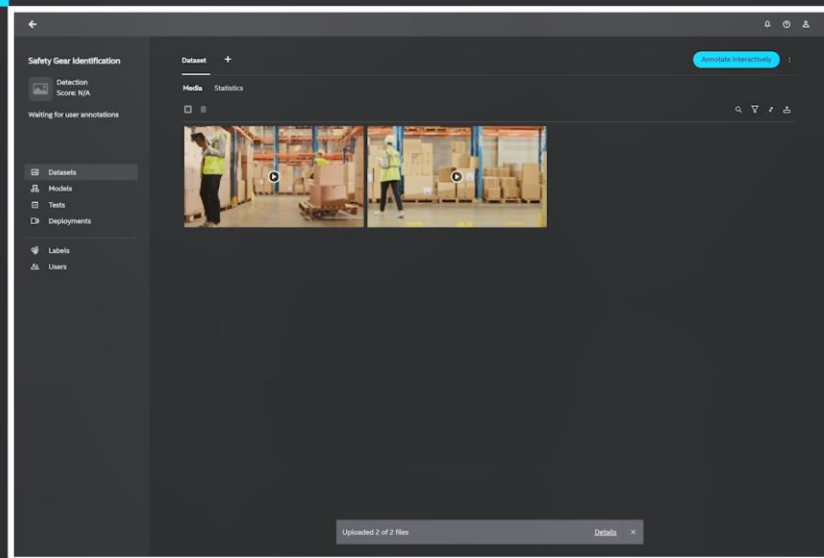 Safety Gear Identification
Detection
Score: N/A
Waiting for user annotations
Datasets
Models
Tests
Deployments
Labels
Users
Dataset
Annotate interactively
Media Statistics
Uploaded 2 of 2 files Details